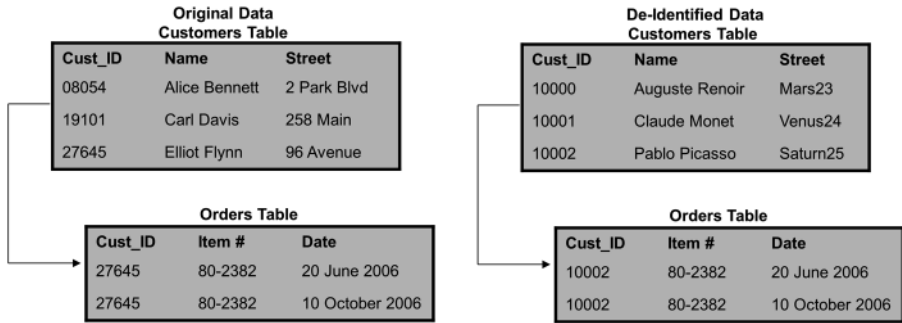 Original Data
Customers Table
Cust_ID Name Street
08054 Alice Bennett 2 Park Blvd
19101 Carl Davis 258 Main
27645 Elliot Flynn 96 Avenue
Orders Table
Cust_ID Item # Date
27645 80-2382 20 June 2006
27645 80-2382 10 October 2006
De-Identified Data
Customers Table
Cust_ID Name Street
10000 Auguste Renoir Mars23
10001 Claude Monet Venus24
10002 Pablo Picasso Saturn25
Orders Table
Cust_ID Item # Date
10002 80-2382 20 June 2006
10002 80-2382 10 October 2006